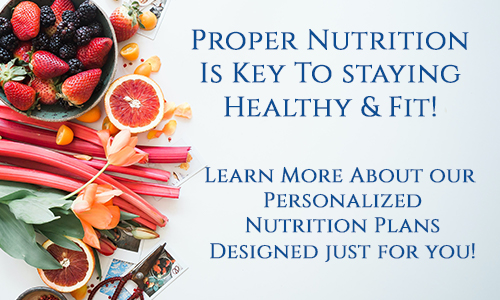 Proper Nutrition
Is Key To staying
Healthy & Fit!
Learn More About our
Personalized
Nutrition Plans
Designed just for you!